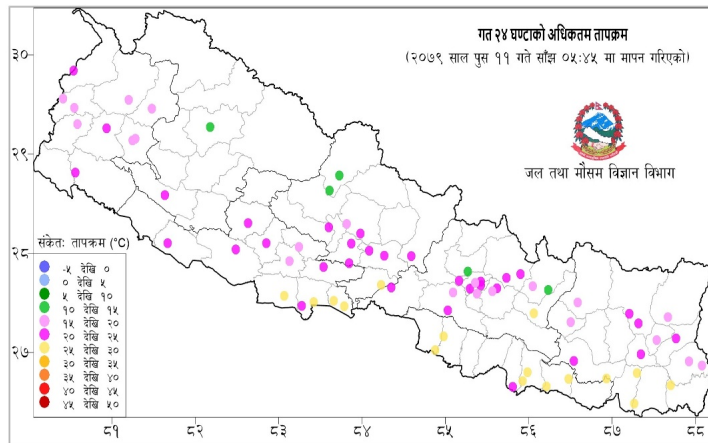 गत २४ घण्टाको अधिकतम तापक्रम
(२०७९ साल पुस ११ गते साँझ ०५:४५ मा मापन गरिएको)
जल तथा मौसम विज्ञान विभाग
संकेतः तापक्रम (°C)
-५ देखि ०
० देखि ५
५ देखि १०
१० देखि १५
१५ देखि २०
२० देखि २५
२५ देखि ३०
३० देखि ३५
३५ देखि ४०
४० देखि ४५
४५ देखि ५०
३०
२९
२८
२७
८१ ८२ ८३ ८४ ८५ ८६ ८७ ८८